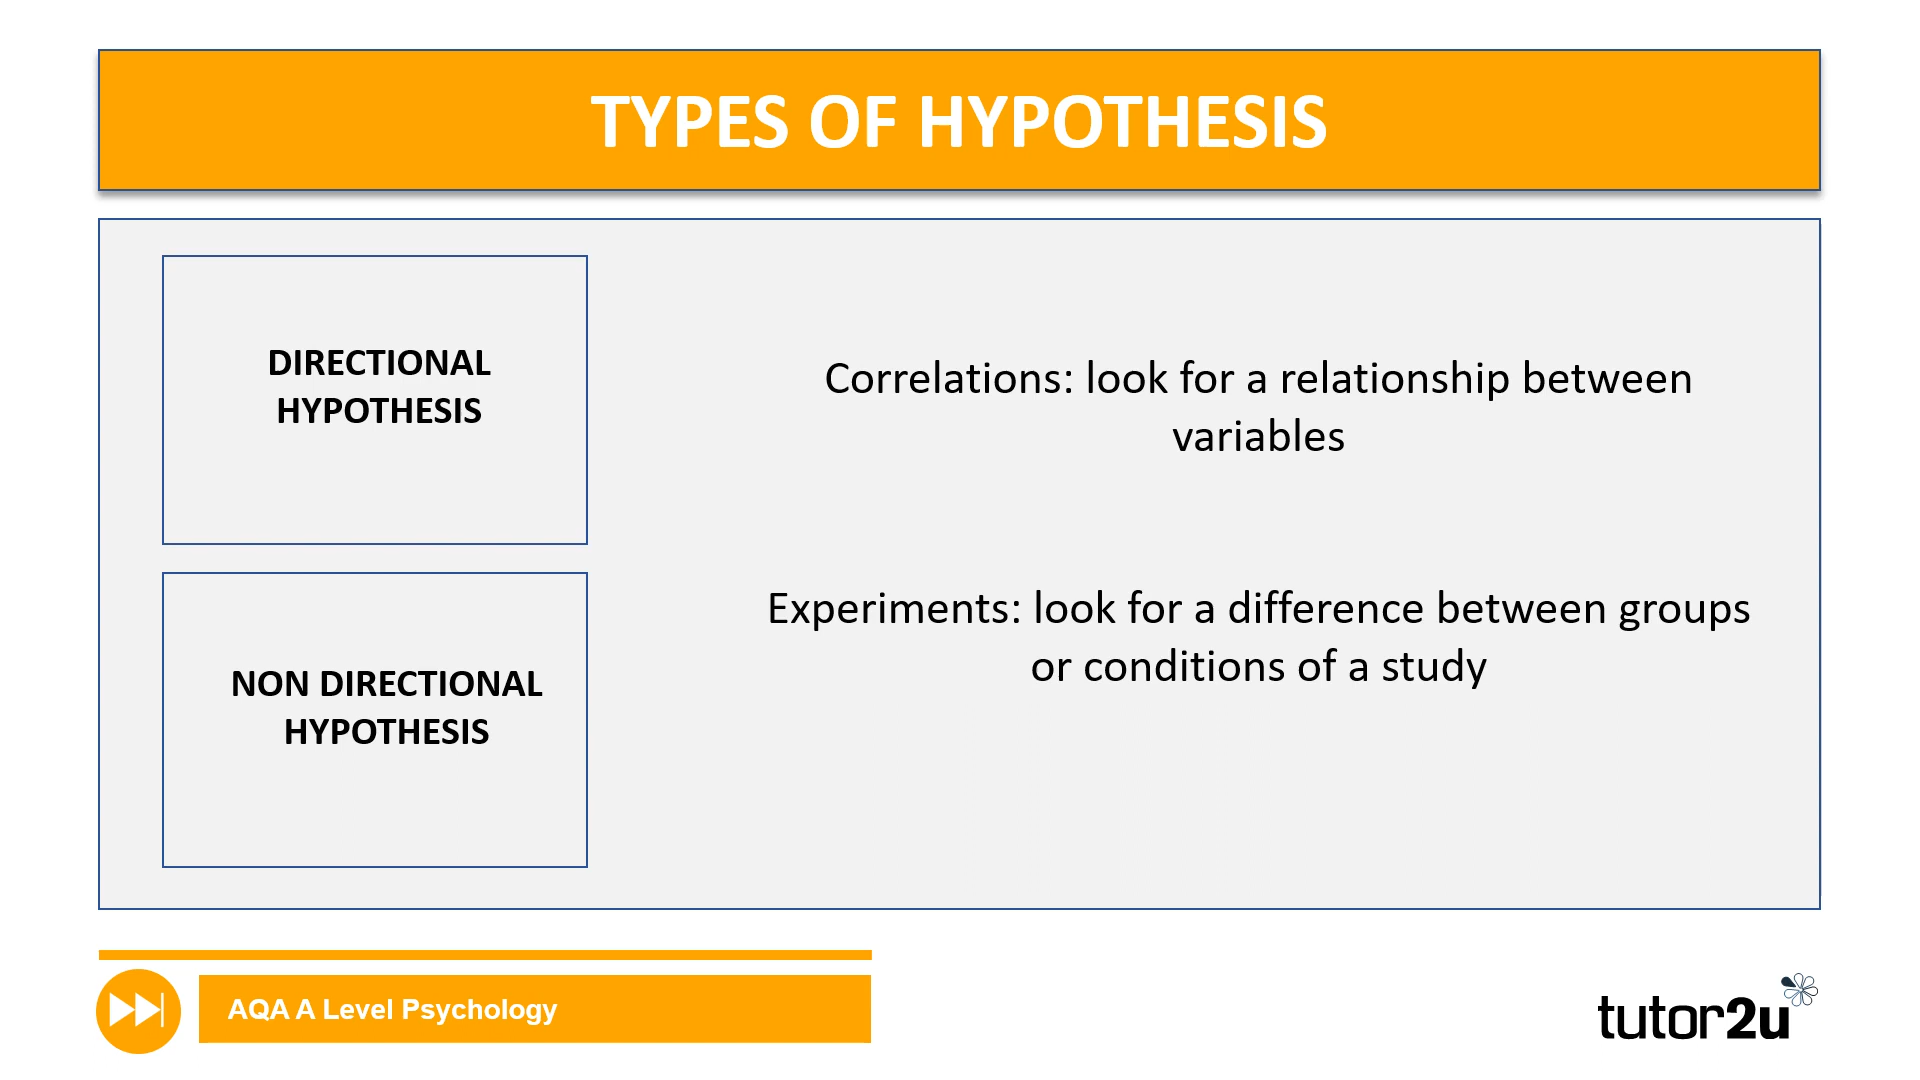 TYPES OF HYPOTHESIS
DIRECTIONAL
HYPOTHESIS
Correlations: look for a relationship between
variables
NON DIRECTIONAL
HYPOTHESIS
Experiments: look for a difference between groups
or conditions of a study
AQA A Level Psychology
tutor2u